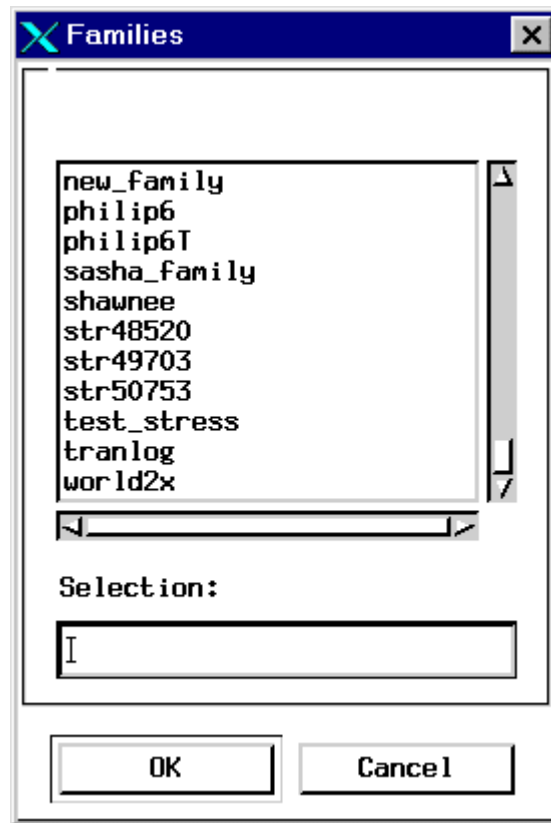 Families
new_family
philip6
philip6T
sasha_family
shawnee
str48520
str49703
str50753
test_stress
tranlog
world2x
Selection:
OK
Cancel